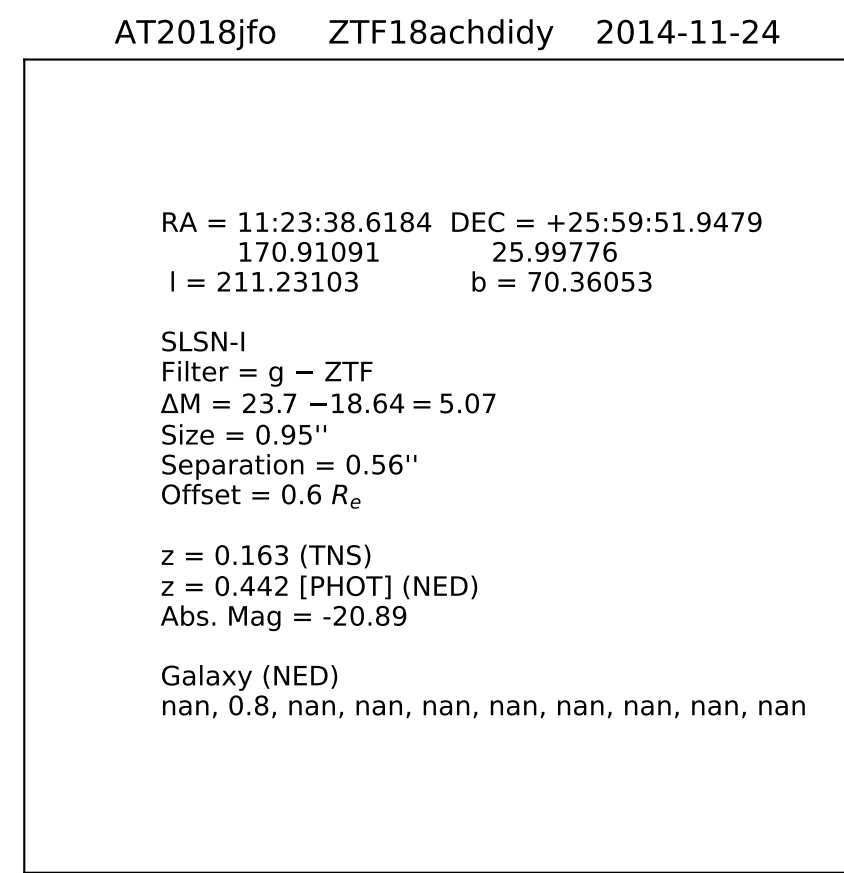 AT2018jfo ZTF18achdidy 2014-11-24
RA = 11:23:38.6184 DEC = +25:59:51.9479
170.91091 25.99776
l = 211.23103 b = 70.36053
SLSN-I
Filter = g − ZTF
ΔM = 23.7 −18.64 = 5.07
Size = 0.95''
Separation = 0.56''
Offset = 0.6 Rₑ
z = 0.163 (TNS)
z = 0.442 [PHOT] (NED)
Abs. Mag = -20.89
Galaxy (NED)
nan, 0.8, nan, nan, nan, nan, nan, nan, nan, nan